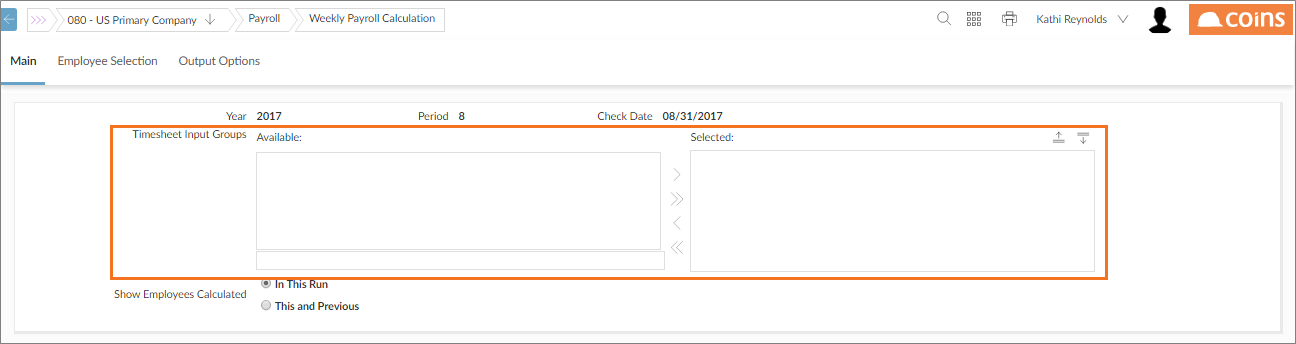 080 - US Primary Company Payroll Weekly Payroll Calculation Kathi Reynolds coins
Main Employee Selection Output Options
Year 2017 Period 8 Check Date 08/31/2017
Timesheet Input Groups Available: Selected:
Show Employees Calculated In This Run
This and Previous